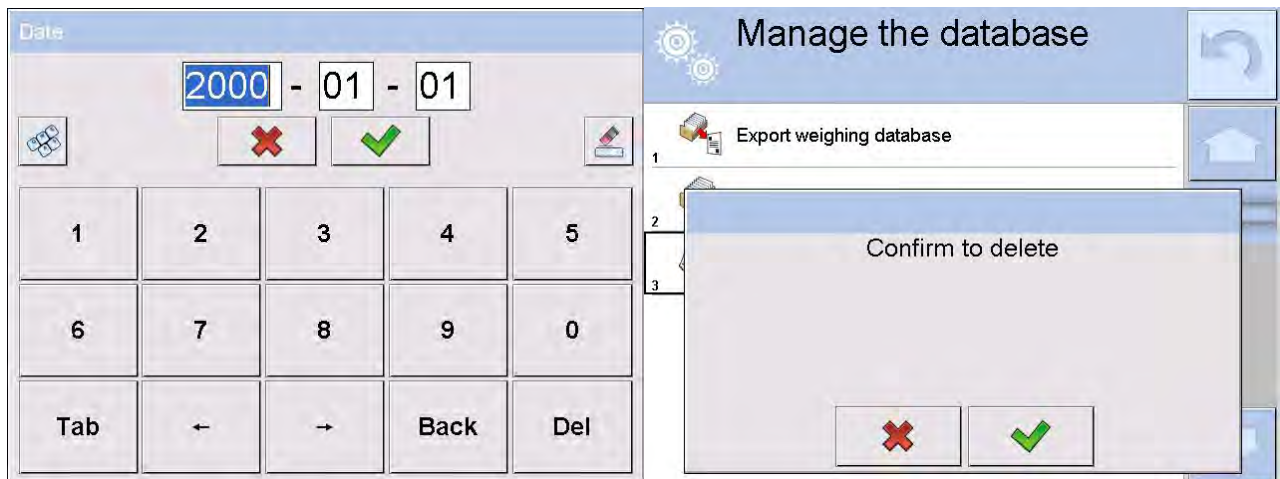 Date
2000 - 01 - 01
1 2 3 4 5
6 7 8 9 0
Tab ← → Back Del
Manage the database
1 Export weighing database
2
3
Confirm to delete